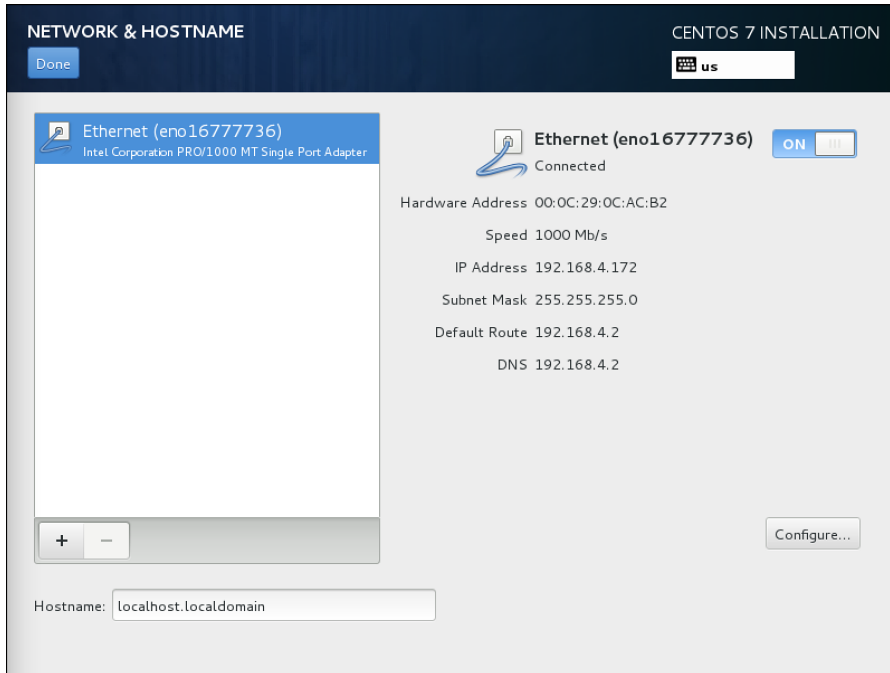 NETWORK & HOSTNAME
CENTOS 7 INSTALLATION
Done
us
Ethernet (eno16777736)
Intel Corporation PRO/1000 MT Single Port Adapter
Ethernet (eno16777736)
Connected
ON
Hardware Address 00:0C:29:0C:AC:B2
Speed 1000 Mb/s
IP Address 192.168.4.172
Subnet Mask 255.255.255.0
Default Route 192.168.4.2
DNS 192.168.4.2
+ −
Configure...
Hostname: localhost.localdomain